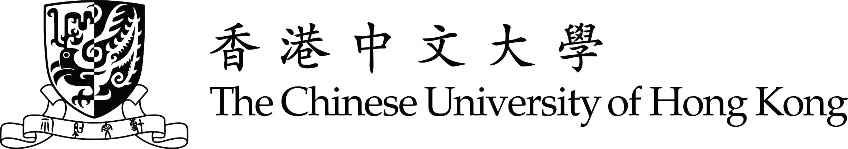 香港中文大學
The Chinese University of Hong Kong